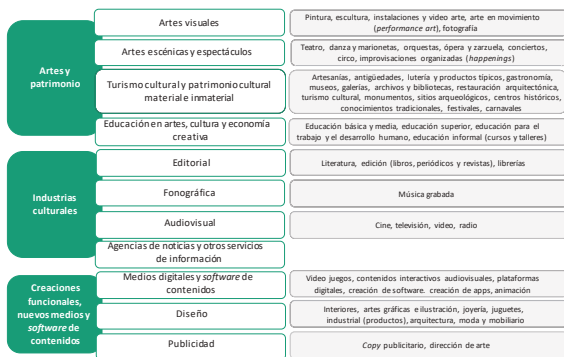 Artes y
patrimonio
Artes visuales
Pintura, escultura, instalaciones y video arte, arte en movimiento
(performance art), fotografía
Artes escénicas y espectáculos
Teatro, danza y marionetas, orquestas, ópera y zarzuela, conciertos,
circo, improvisaciones organizadas (happenings)
Turismo cultural y patrimonio cultural
material e inmaterial
Artesanías, antigüedades, lutería y productos típicos, gastronomía,
museos, galerías, archivos y bibliotecas, restauración arquitectónica,
turismo cultural, monumentos, sitios arqueológicos, centros históricos,
conocimientos tradicionales, festivales, carnavales
Educación en artes, cultura y economía
creativa
Educación básica y media, educación superior, educación para el
trabajo y el desarrollo humano, educación informal (cursos y talleres)
Industrias
culturales
Editorial
Literatura, edición (libros, periódicos y revistas), librerías
Fonográfica
Música grabada
Audiovisual
Cine, televisión, video, radio
Agencias de noticias y otros servicios
de información
Creaciones
funcionales,
nuevos medios y
software de
contenidos
Medios digitales y software de
contenidos
Video juegos, contenidos interactivos audiovisuales, plataformas
digitales, creación de software. creación de apps, animación
Diseño
Interiores, artes gráficas e ilustración, joyería, juguetes,
industrial (productos), arquitectura, moda y mobiliario
Publicidad
Copy publicitario, dirección de arte